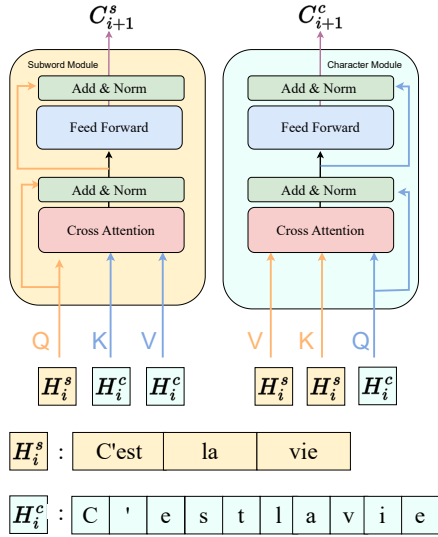 C^s_{i+1} C^c_{i+1}
Subword Module Character Module
Add & Norm Add & Norm
Feed Forward Feed Forward
Add & Norm Add & Norm
Cross Attention Cross Attention
Q K V V K Q
H^s_i H^c_i H^c_i H^s_i H^s_i H^c_i
H^s_i : C'est la vie
H^c_i : C ' e s t l a v i e